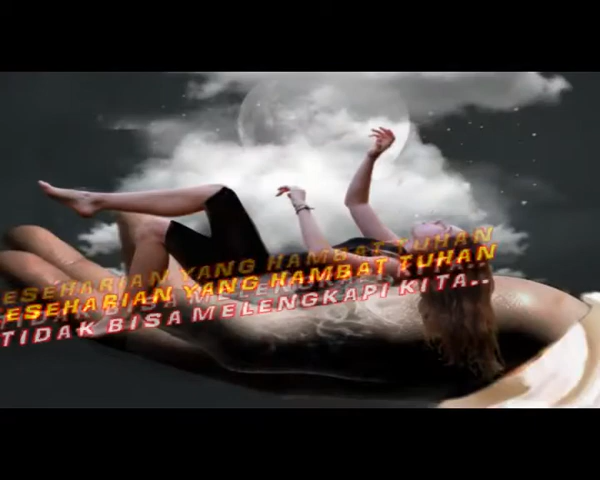 ESEHARIAN YANG HAMBAT TUHAN
ESEHARIAN YANG HAMBAT TUHAN
TIDAK BISA MELENGKAPI KITA..